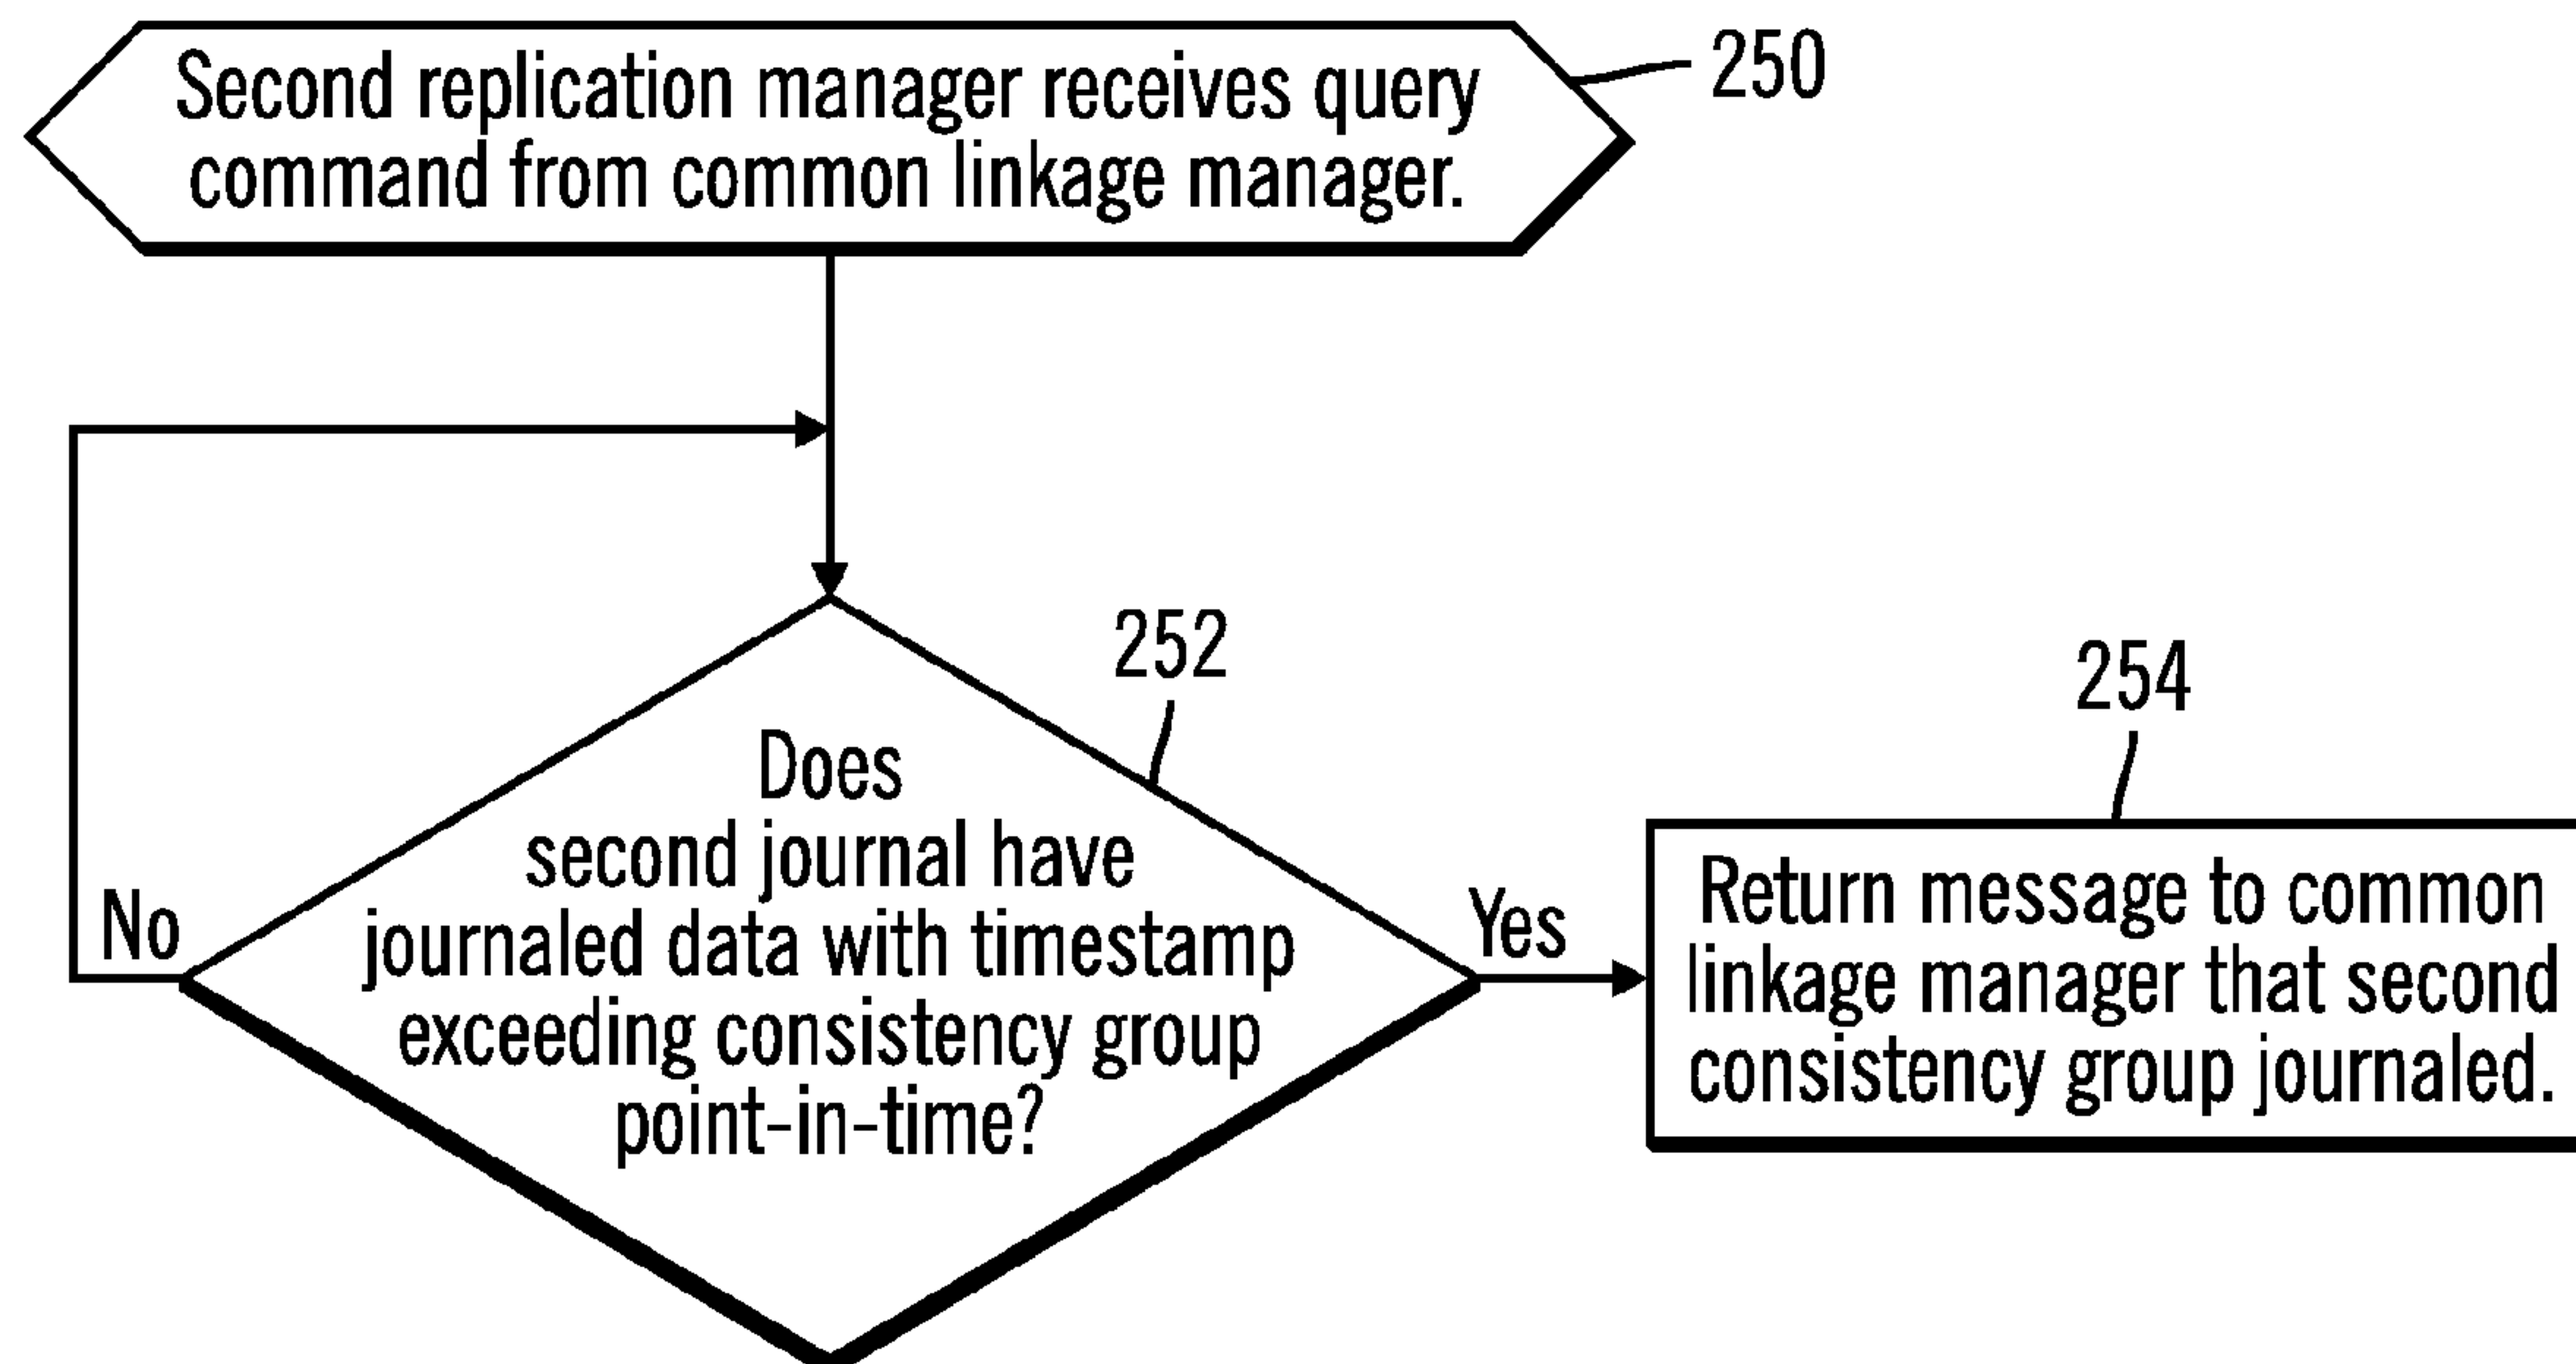 Second replication manager receives query
command from common linkage manager.
250
252
Does
second journal have
journaled data with timestamp
exceeding consistency group
point-in-time?
No
Yes
254
Return message to common
linkage manager that second
consistency group journaled.